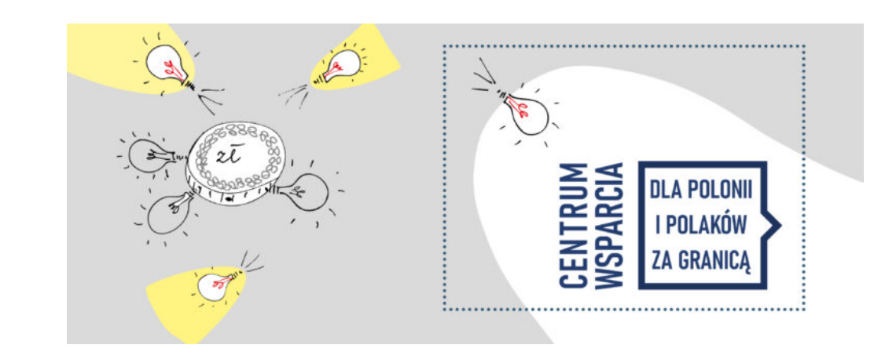 zł
CENTRUM
WSPARCIA
DLA POLONII
I POLAKÓW
ZA GRANICĄ